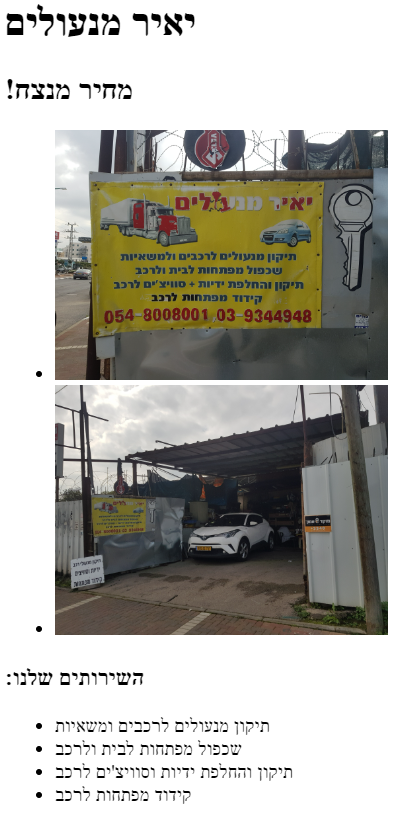 יאיר מנעולים
מחיר מנצח!
יאיר מנעולים
תיקון מנעולים לרכבים ולמשאיות
שכפול מפתחות לבית ולרכב
תיקון והחלפת ידיות + סוויצ'ים לרכב
קידוד מפתחות לרכב
054-8008001 03-9344948
השירותים שלנו:
תיקון מנעולים לרכבים ומשאיות
שכפול מפתחות לבית ולרכב
תיקון והחלפת ידיות וסוויצ'ים לרכב
קידוד מפתחות לרכב